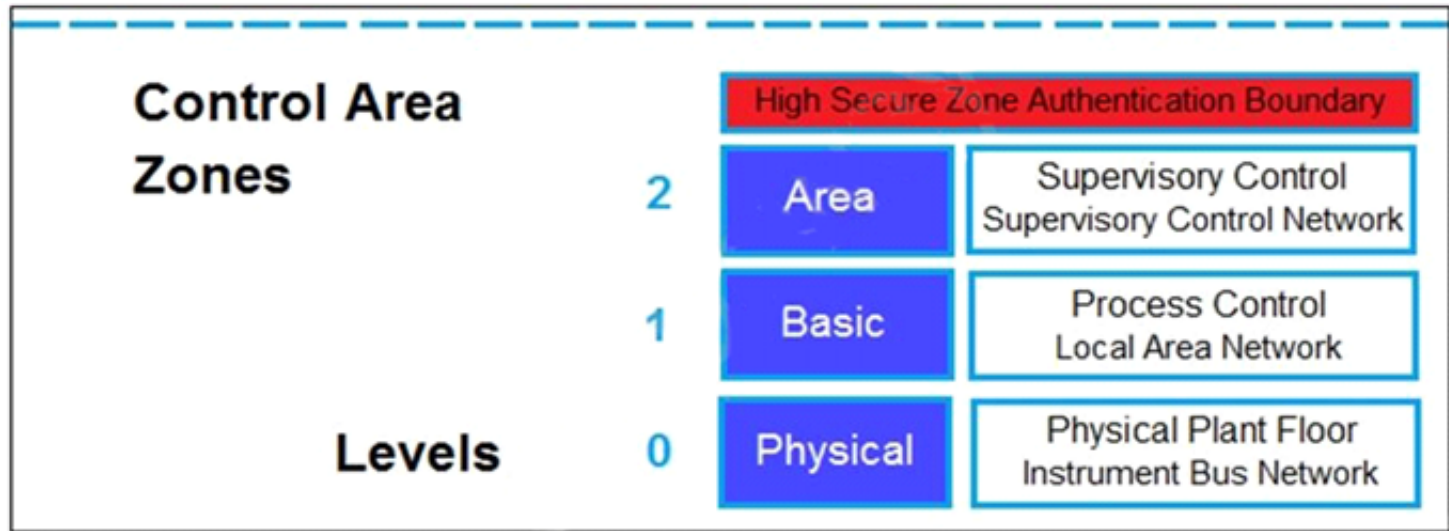 Control Area
Zones
High Secure Zone Authentication Boundary
2
Area
Supervisory Control
Supervisory Control Network
1
Basic
Process Control
Local Area Network
Levels
0
Physical
Physical Plant Floor
Instrument Bus Network